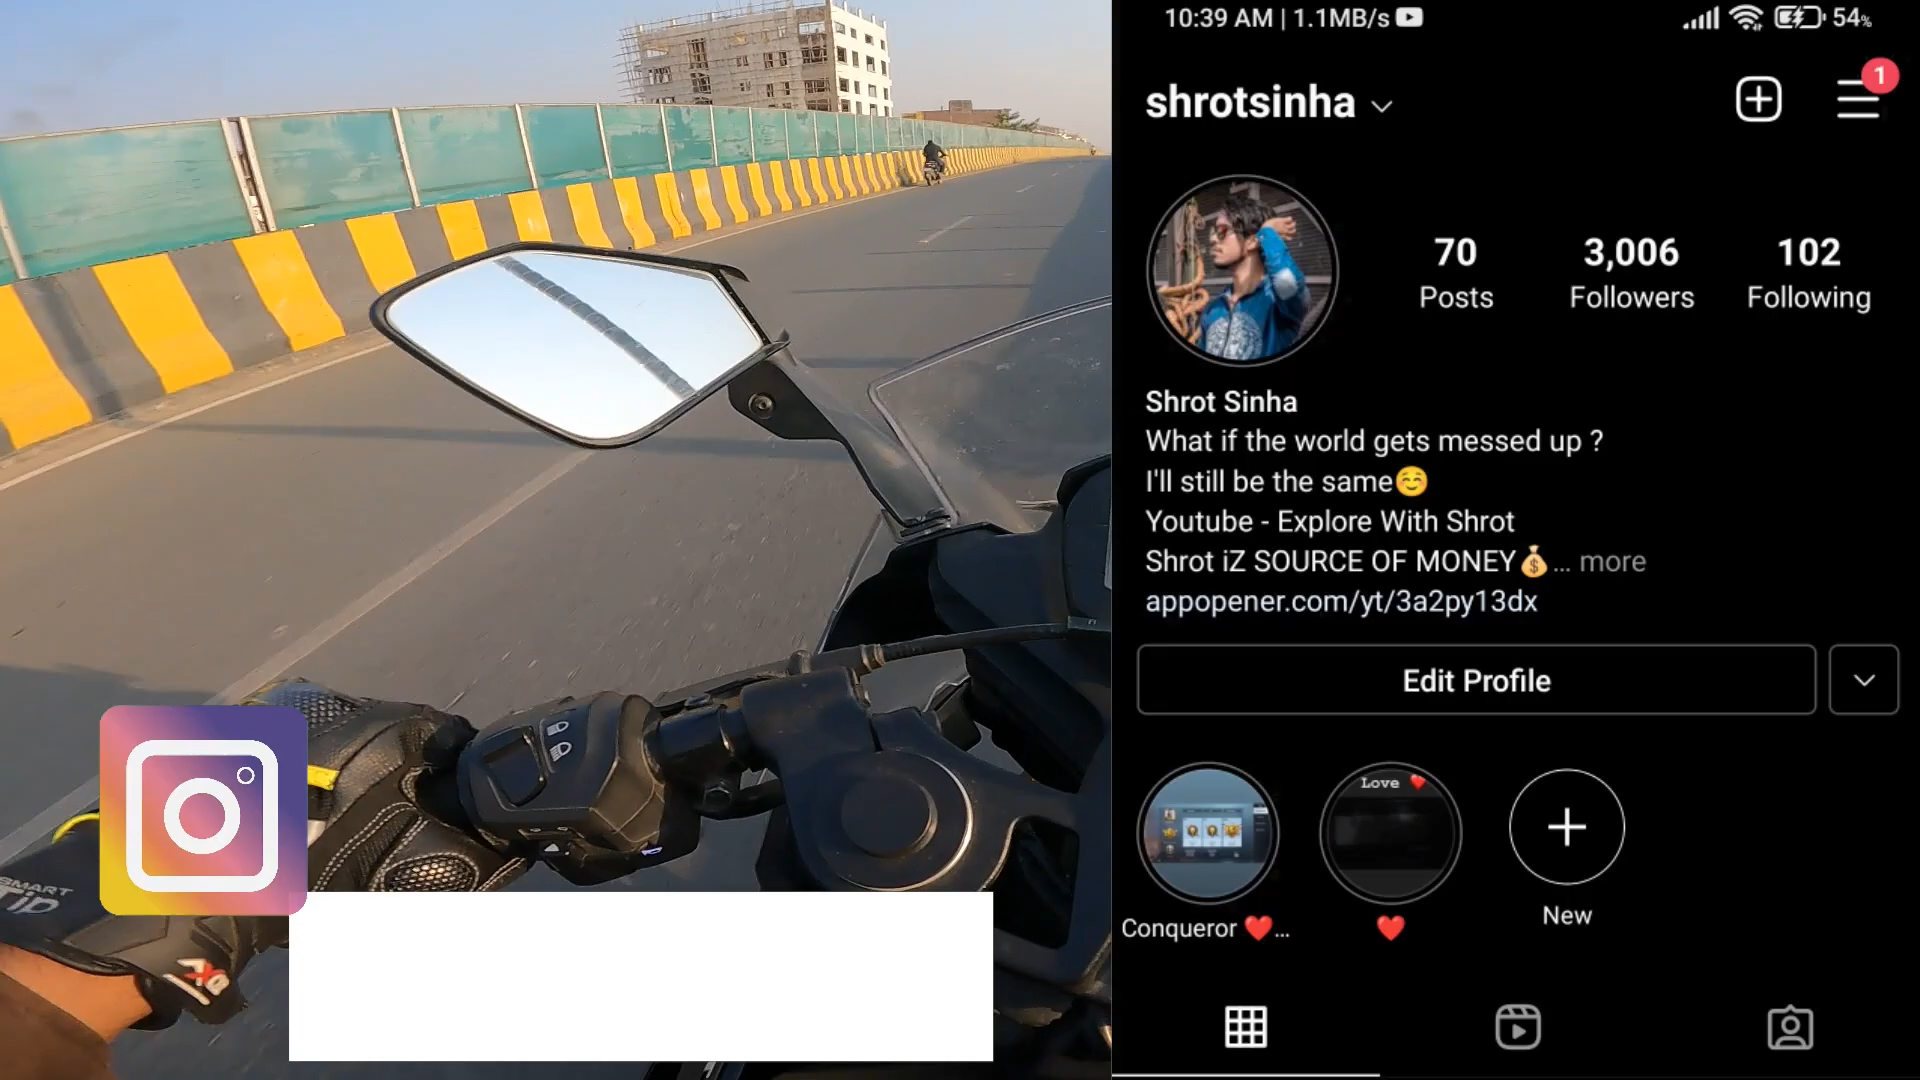 10:39 AM | 1.1MB/s
54%
shrotsinha
1
70
Posts
3,006
Followers
102
Following
Shrot Sinha
What if the world gets messed up ?
I'll still be the same☺️
Youtube - Explore With Shrot
Shrot iZ SOURCE OF MONEY💰... more
appopener.com/yt/3a2py13dx
Edit Profile
Love ❤️
Conqueror ❤️...
❤️
New
SMART
Tip